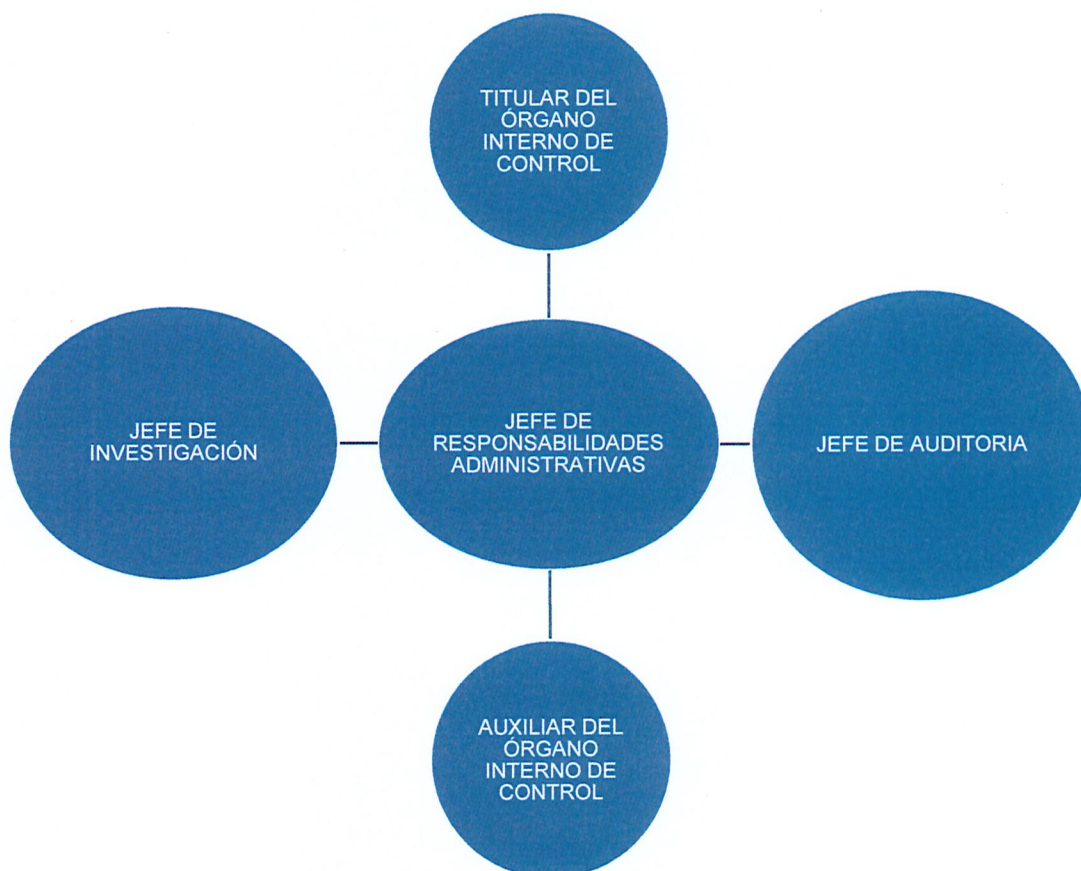 TITULAR DEL
ÓRGANO
INTERNO DE
CONTROL
JEFE DE
INVESTIGACIÓN
JEFE DE
RESPONSABILIDADES
ADMINISTRATIVAS
JEFE DE AUDITORIA
AUXILIAR DEL
ÓRGANO
INTERNO DE
CONTROL